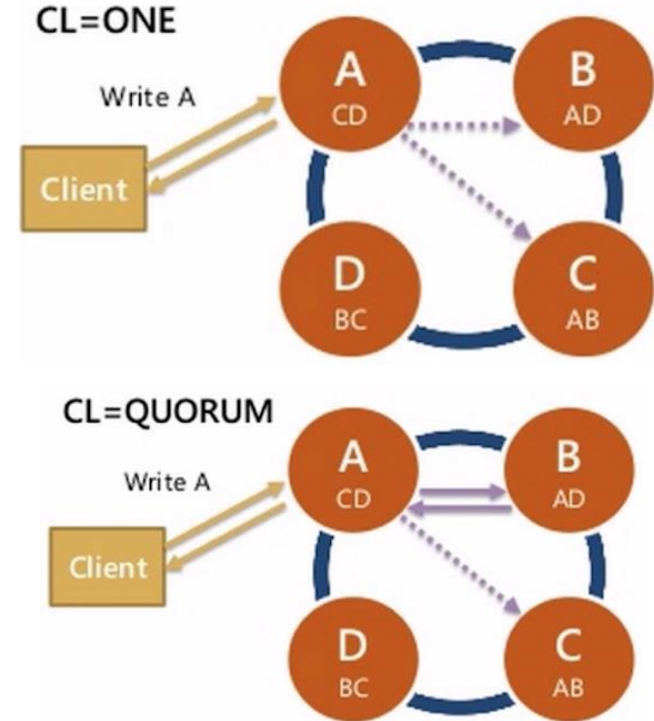 CL=ONE
Write A
Client
A
CD
B
AD
D
BC
C
AB
CL=QUORUM
Write A
Client
A
CD
B
AD
D
BC
C
AB